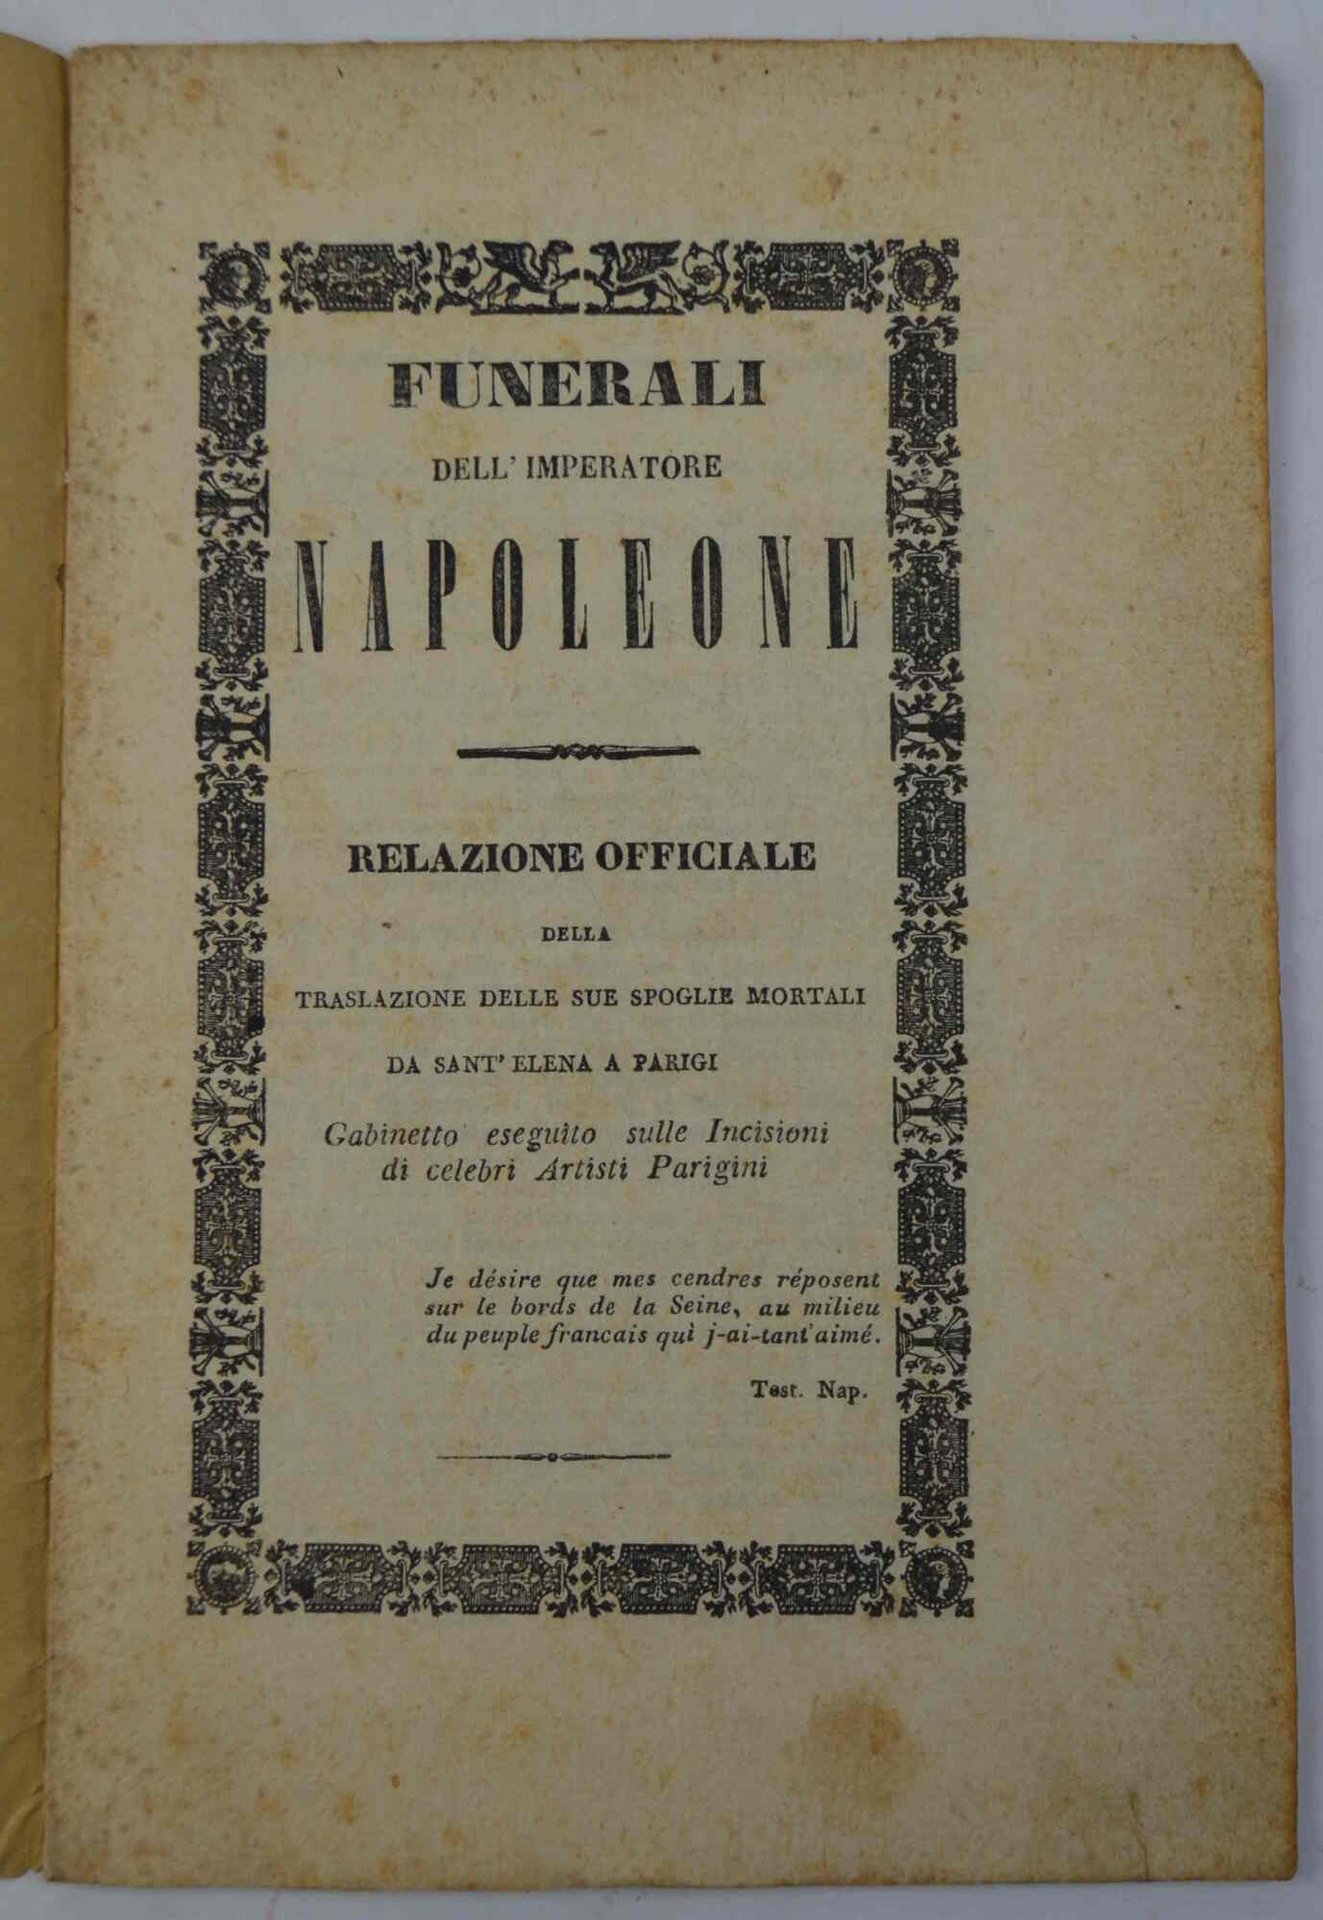 FUNERALI
DELL' IMPERATORE
NAPOLEONE
RELAZIONE OFFICIALE
DELLA
TRASLAZIONE DELLE SUE SPOGLIE MORTALI
DA SANT' ELENA A PARIGI
Gabinetto eseguito sulle Incisioni
di celebri Artisti Parigini
Je désire que mes cendres réposent
sur le bords de la Seine, au milieu
du peuple francais quì j-ai-tant'aimé.
Test. Nap.